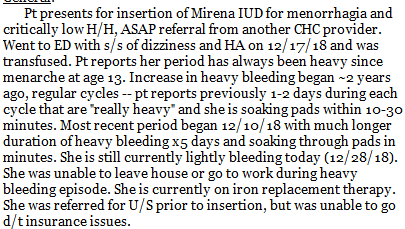 General:
Pt presents for insertion of Mirena IUD for menorrhagia and
critically low H/H, ASAP referral from another CHC provider.
Went to ED with s/s of dizziness and HA on 12/17/18 and was
transfused. Pt reports her period has always been heavy since
menarche at age 13. Increase in heavy bleeding began ~2 years
ago, regular cycles -- pt reports previously 1-2 days during each
cycle that are "really heavy" and she is soaking pads within 10-30
minutes. Most recent period began 12/10/18 with much longer
duration of heavy bleeding x5 days and soaking through pads in
minutes. She is still currently lightly bleeding today (12/28/18).
She was unable to leave house or go to work during heavy
bleeding episode. She is currently on iron replacement therapy.
She was referred for U/S prior to insertion, but was unable to go
d/t insurance issues.